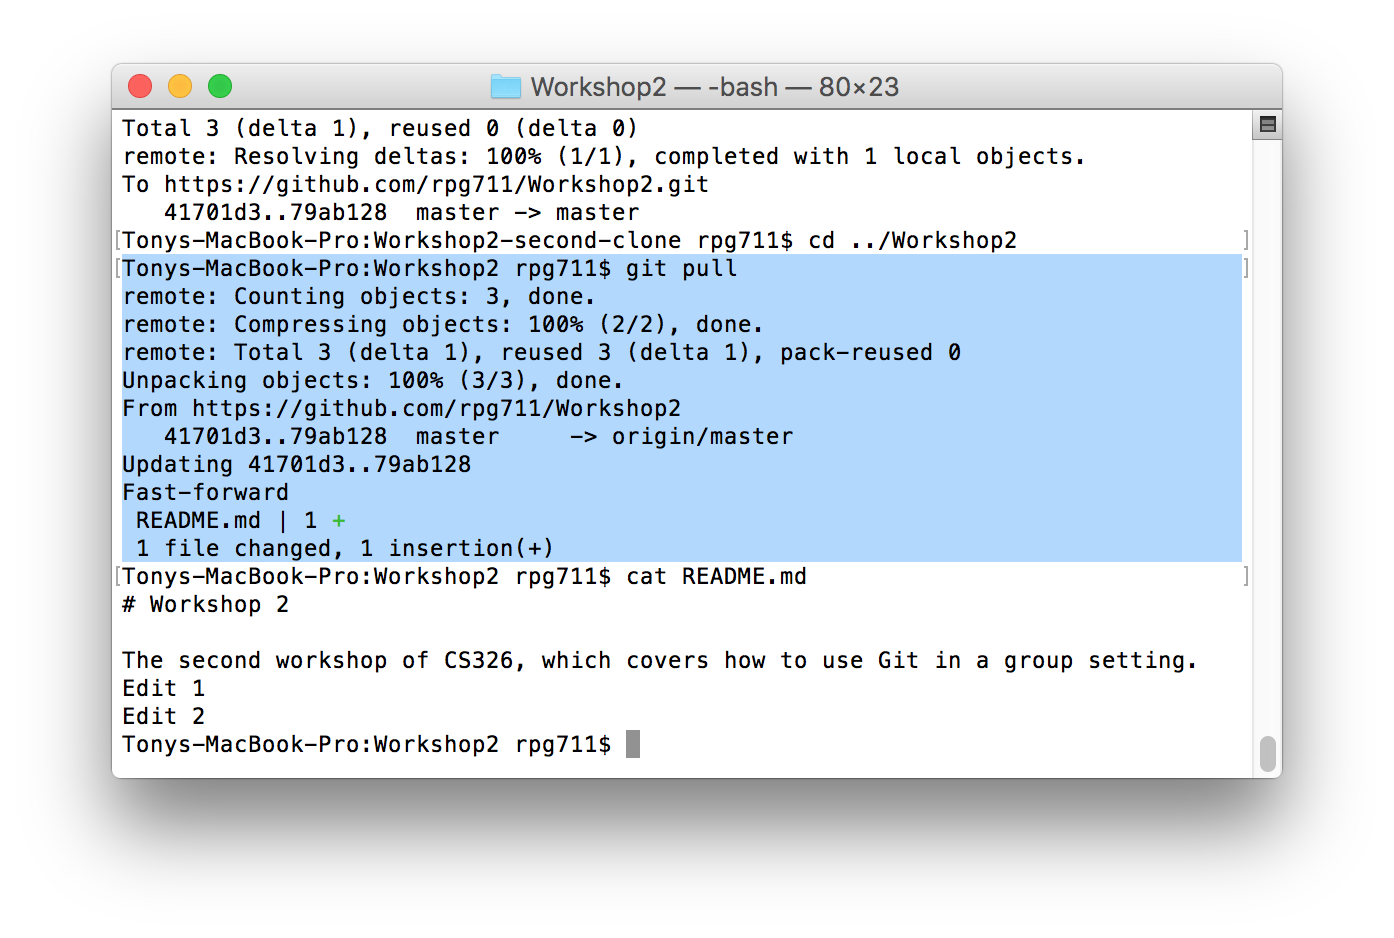 Workshop2 — -bash — 80×23
Total 3 (delta 1), reused 0 (delta 0)
remote: Resolving deltas: 100% (1/1), completed with 1 local objects.
To https://github.com/rpg711/Workshop2.git
   41701d3..79ab128  master -> master
[Tonys-MacBook-Pro:Workshop2-second-clone rpg711$ cd ../Workshop2 ]
[Tonys-MacBook-Pro:Workshop2 rpg711$ git pull ]
remote: Counting objects: 3, done.
remote: Compressing objects: 100% (2/2), done.
remote: Total 3 (delta 1), reused 3 (delta 1), pack-reused 0
Unpacking objects: 100% (3/3), done.
From https://github.com/rpg711/Workshop2
   41701d3..79ab128  master     -> origin/master
Updating 41701d3..79ab128
Fast-forward
 README.md | 1 +
 1 file changed, 1 insertion(+)
[Tonys-MacBook-Pro:Workshop2 rpg711$ cat README.md ]
# Workshop 2
The second workshop of CS326, which covers how to use Git in a group setting.
Edit 1
Edit 2
Tonys-MacBook-Pro:Workshop2 rpg711$